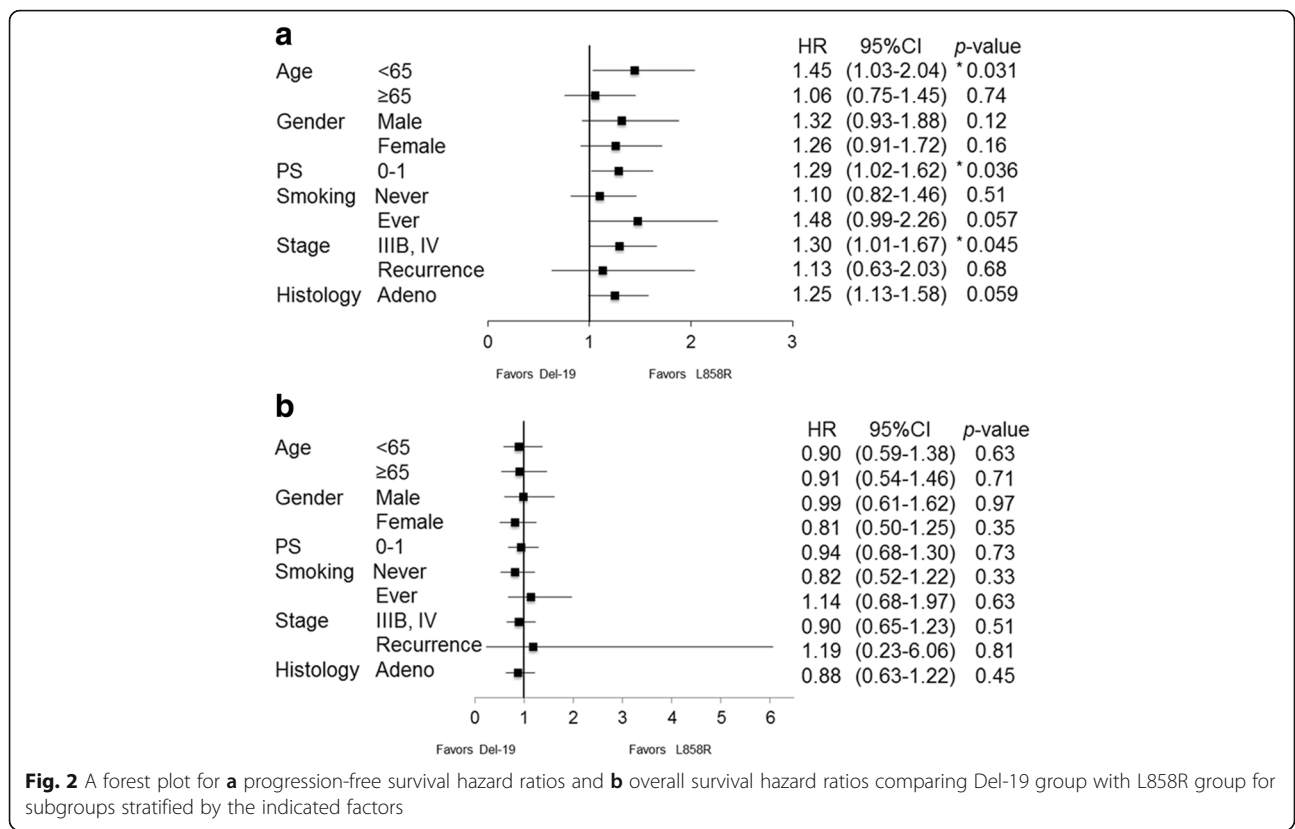 a
HR 95%CI p-value
Age <65 1.45 (1.03-2.04) *0.031
≥65 1.06 (0.75-1.45) 0.74
Gender Male 1.32 (0.93-1.88) 0.12
Female 1.26 (0.91-1.72) 0.16
PS 0-1 1.29 (1.02-1.62) *0.036
Smoking Never 1.10 (0.82-1.46) 0.51
Ever 1.48 (0.99-2.26) 0.057
Stage IIIB, IV 1.30 (1.01-1.67) *0.045
Recurrence 1.13 (0.63-2.03) 0.68
Histology Adeno 1.25 (1.13-1.58) 0.059
0 1 2 3
Favors Del-19 Favors L858R
b
HR 95%CI p-value
Age <65 0.90 (0.59-1.38) 0.63
≥65 0.91 (0.54-1.46) 0.71
Gender Male 0.99 (0.61-1.62) 0.97
Female 0.81 (0.50-1.25) 0.35
PS 0-1 0.94 (0.68-1.30) 0.73
Smoking Never 0.82 (0.52-1.22) 0.33
Ever 1.14 (0.68-1.97) 0.63
Stage IIIB, IV 0.90 (0.65-1.23) 0.51
Recurrence 1.19 (0.23-6.06) 0.81
Histology Adeno 0.88 (0.63-1.22) 0.45
0 1 2 3 4 5 6
Favors Del-19 Favors L858R
Fig. 2 A forest plot for a progression-free survival hazard ratios and b overall survival hazard ratios comparing Del-19 group with L858R group for
subgroups stratified by the indicated factors